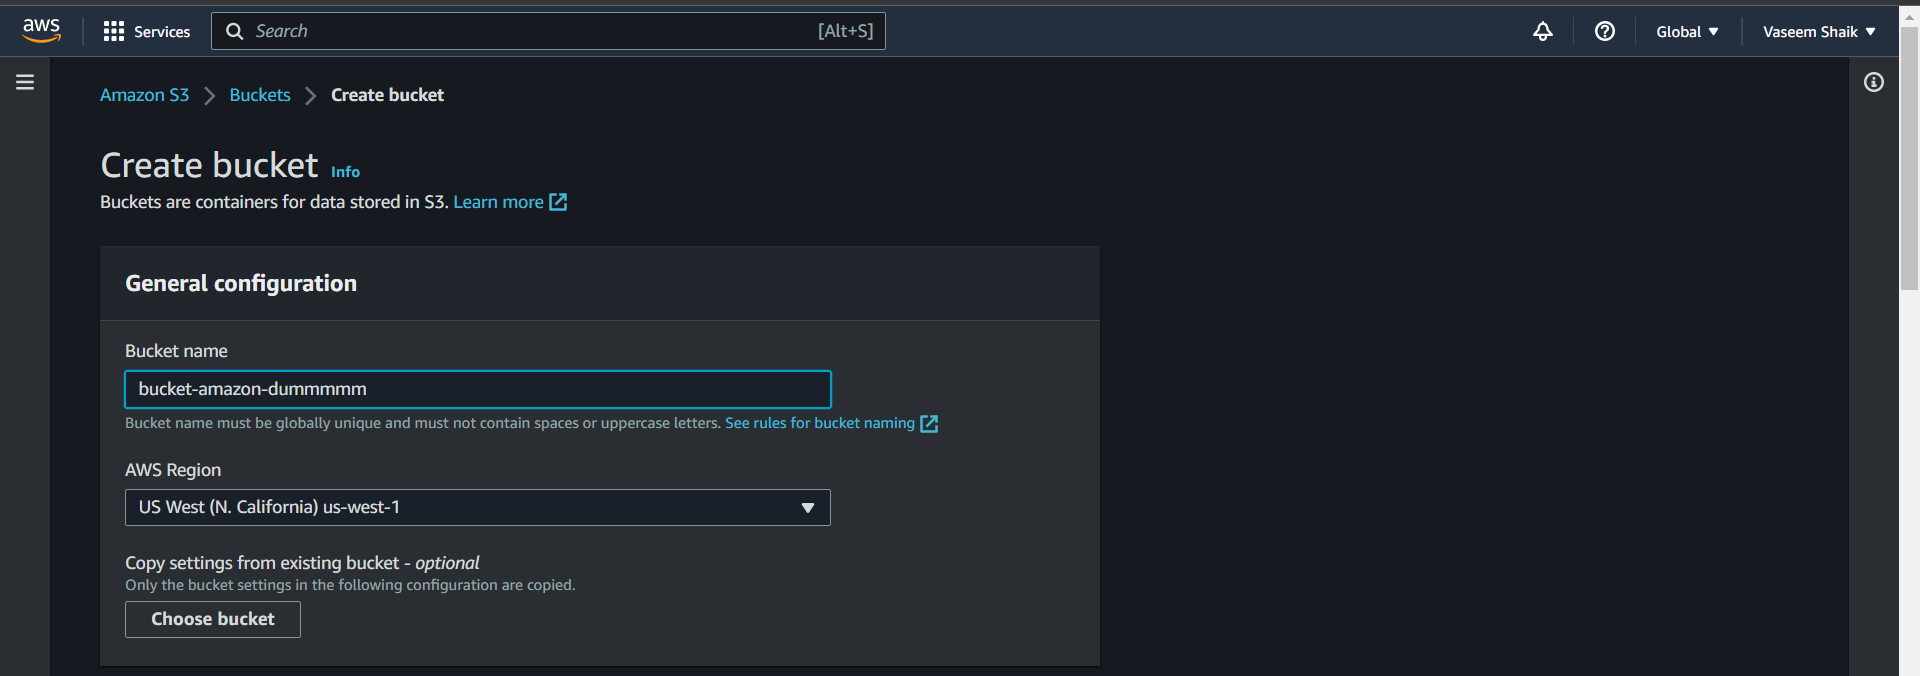 aws Services Search [Alt+S] Global Vaseem Shaik
Amazon S3 Buckets Create bucket
Create bucket Info
Buckets are containers for data stored in S3. Learn more
General configuration
Bucket name
bucket-amazon-dummmmm
Bucket name must be globally unique and must not contain spaces or uppercase letters. See rules for bucket naming
AWS Region
US West (N. California) us-west-1
Copy settings from existing bucket - optional
Only the bucket settings in the following configuration are copied.
Choose bucket